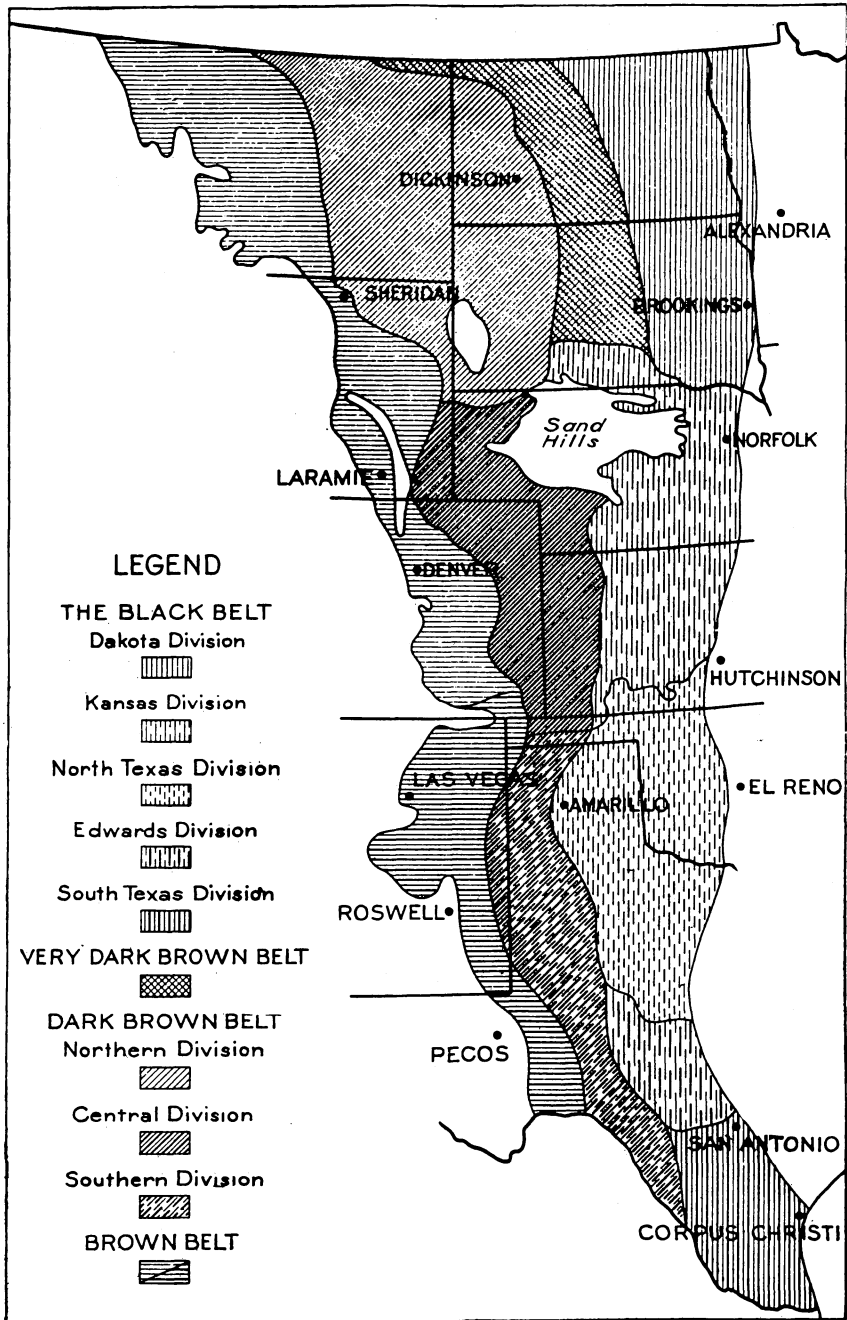 DICKINSON
ALEXANDRIA
SHERIDAN
BROOKINGS
Sand
Hills
NORFOLK
LARAMIE
DENVER
HUTCHINSON
LAS VEGAS
AMARILLO
EL RENO
ROSWELL
PECOS
SAN ANTONIO
CORPUS CHRISTI
LEGEND
THE BLACK BELT
Dakota Division
Kansas Division
North Texas Division
Edwards Division
South Texas Division
VERY DARK BROWN BELT
DARK BROWN BELT
Northern Division
Central Division
Southern Division
BROWN BELT